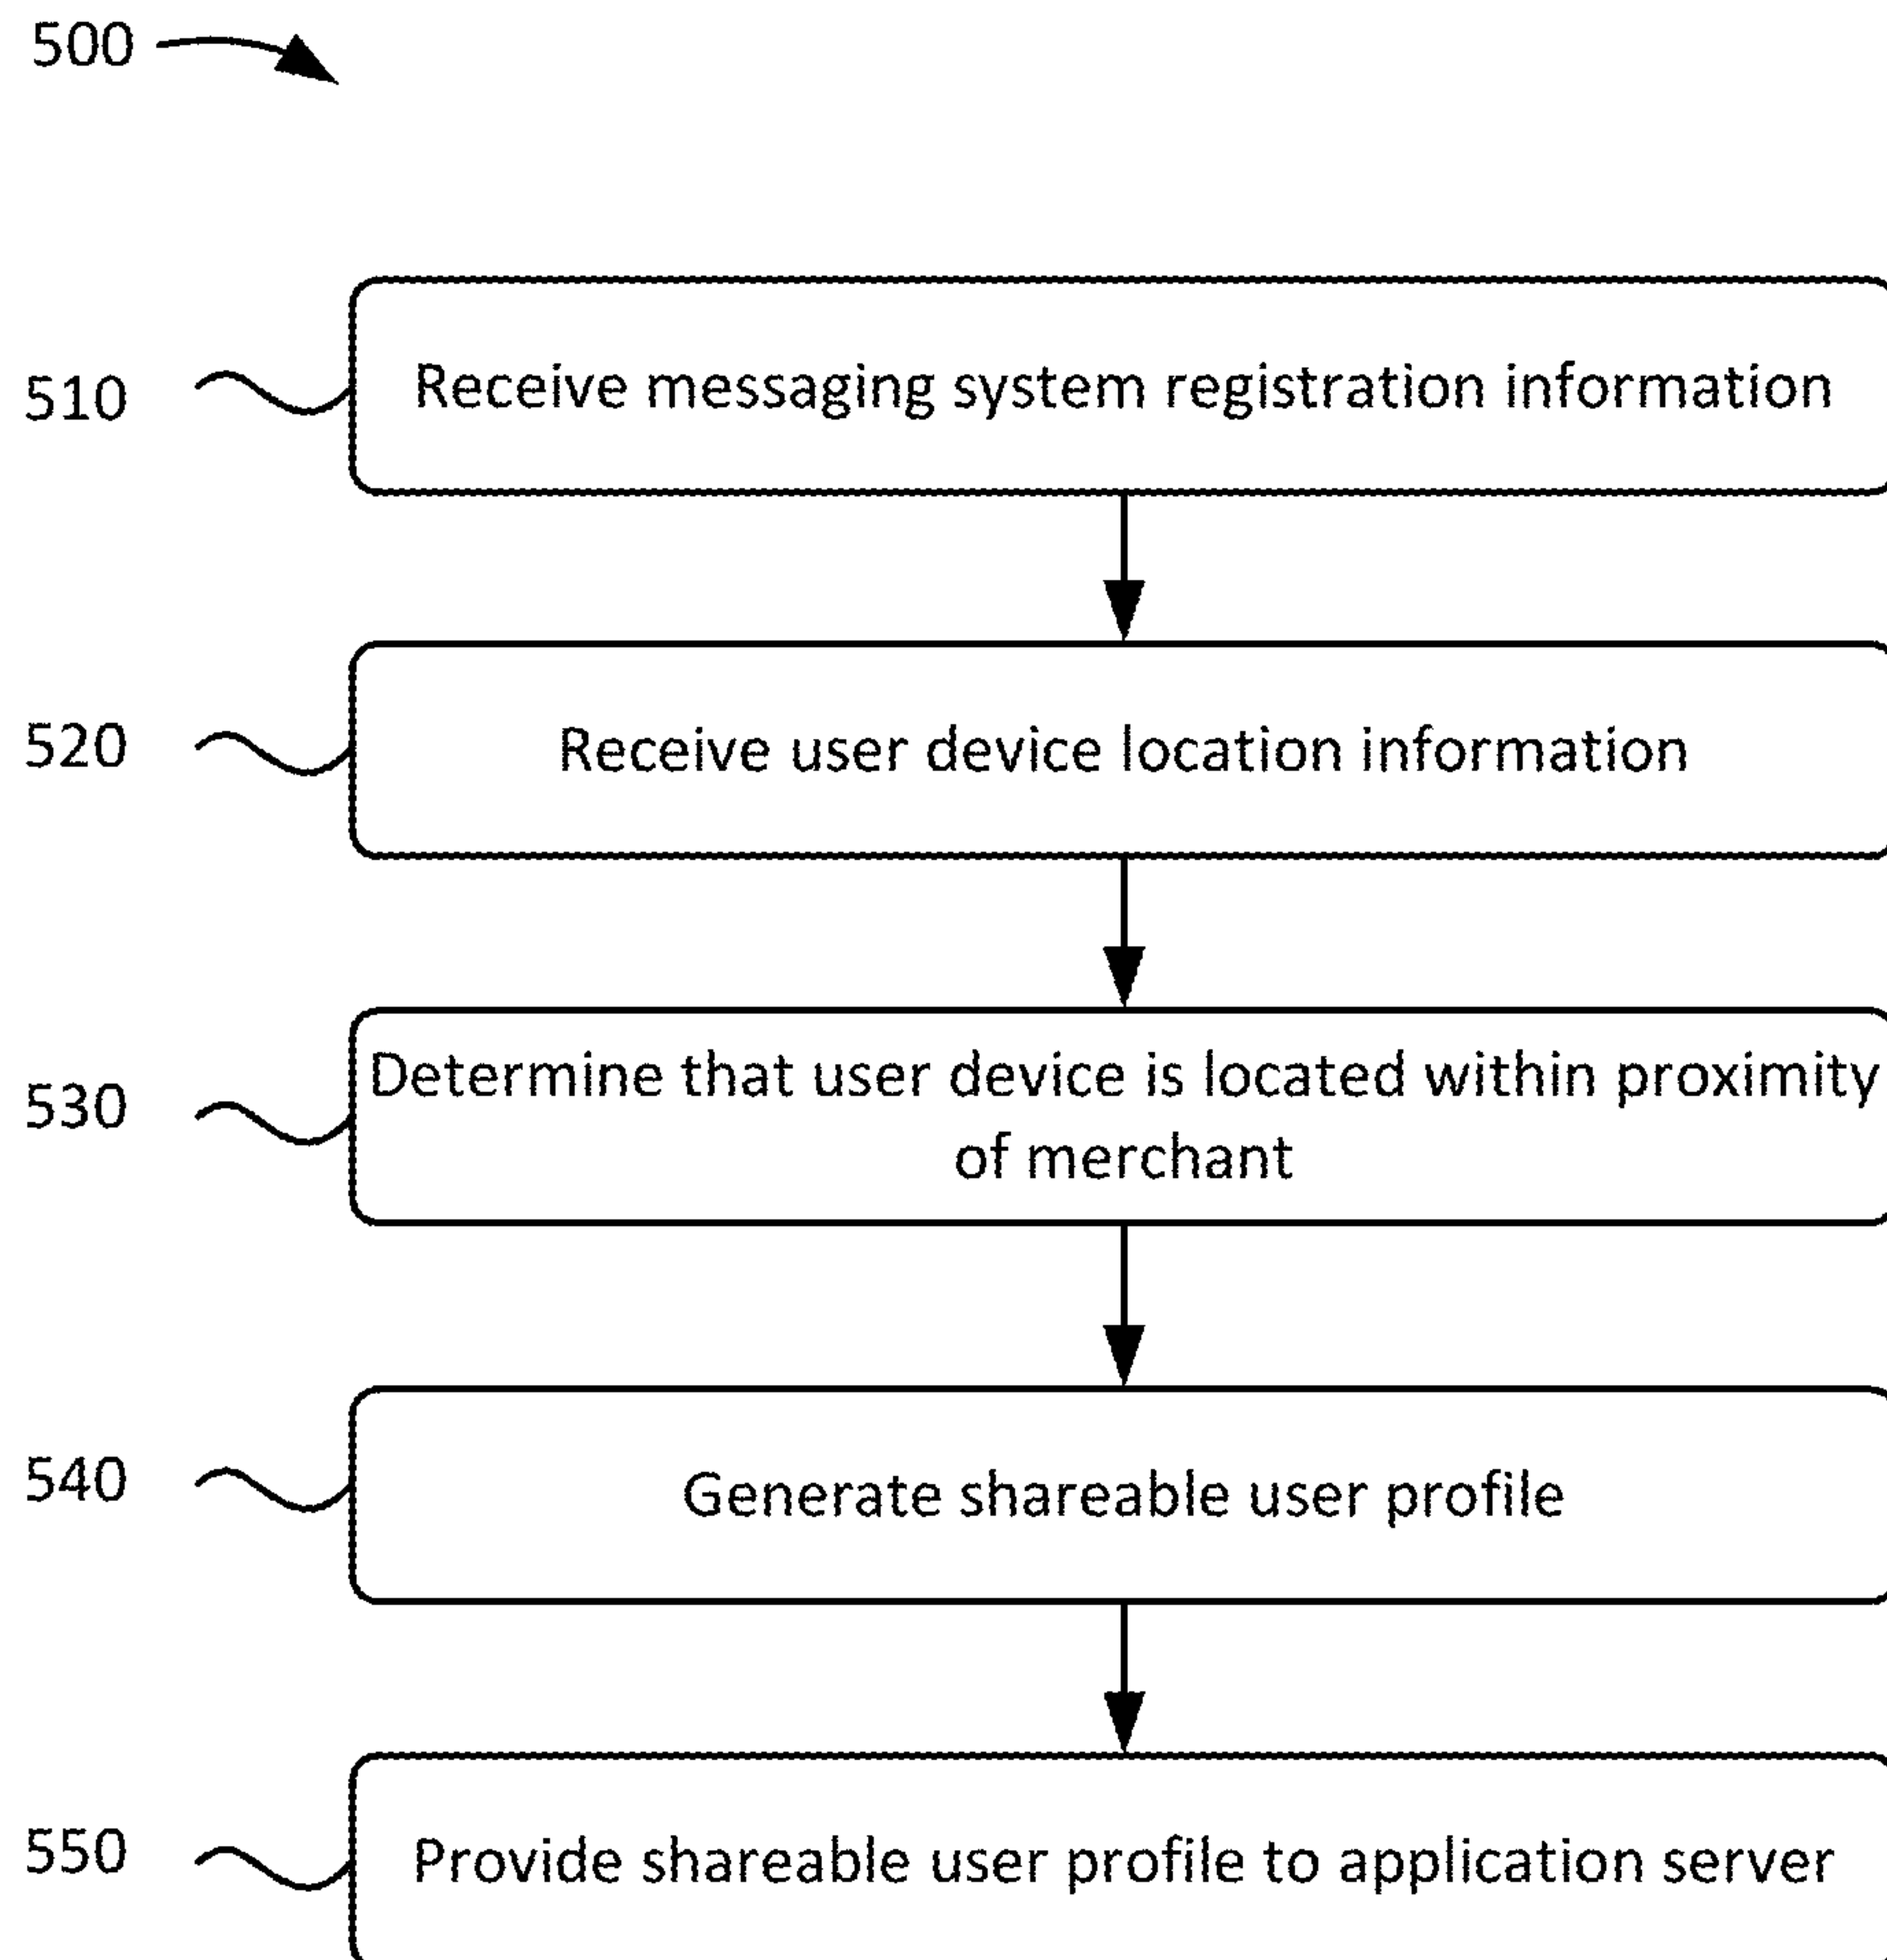 500
510
Receive messaging system registration information
520
Receive user device location information
530
Determine that user device is located within proximity
of merchant
540
Generate shareable user profile
550
Provide shareable user profile to application server